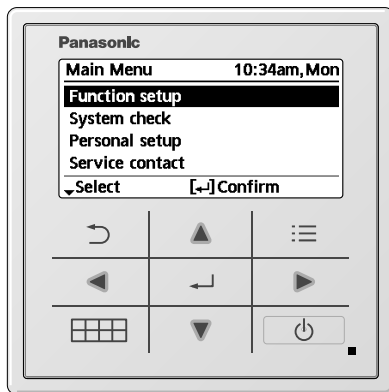 Panasonic
Main Menu 10:34am,Mon
Function setup
System check
Personal setup
Service contact
Select [↵]Confirm